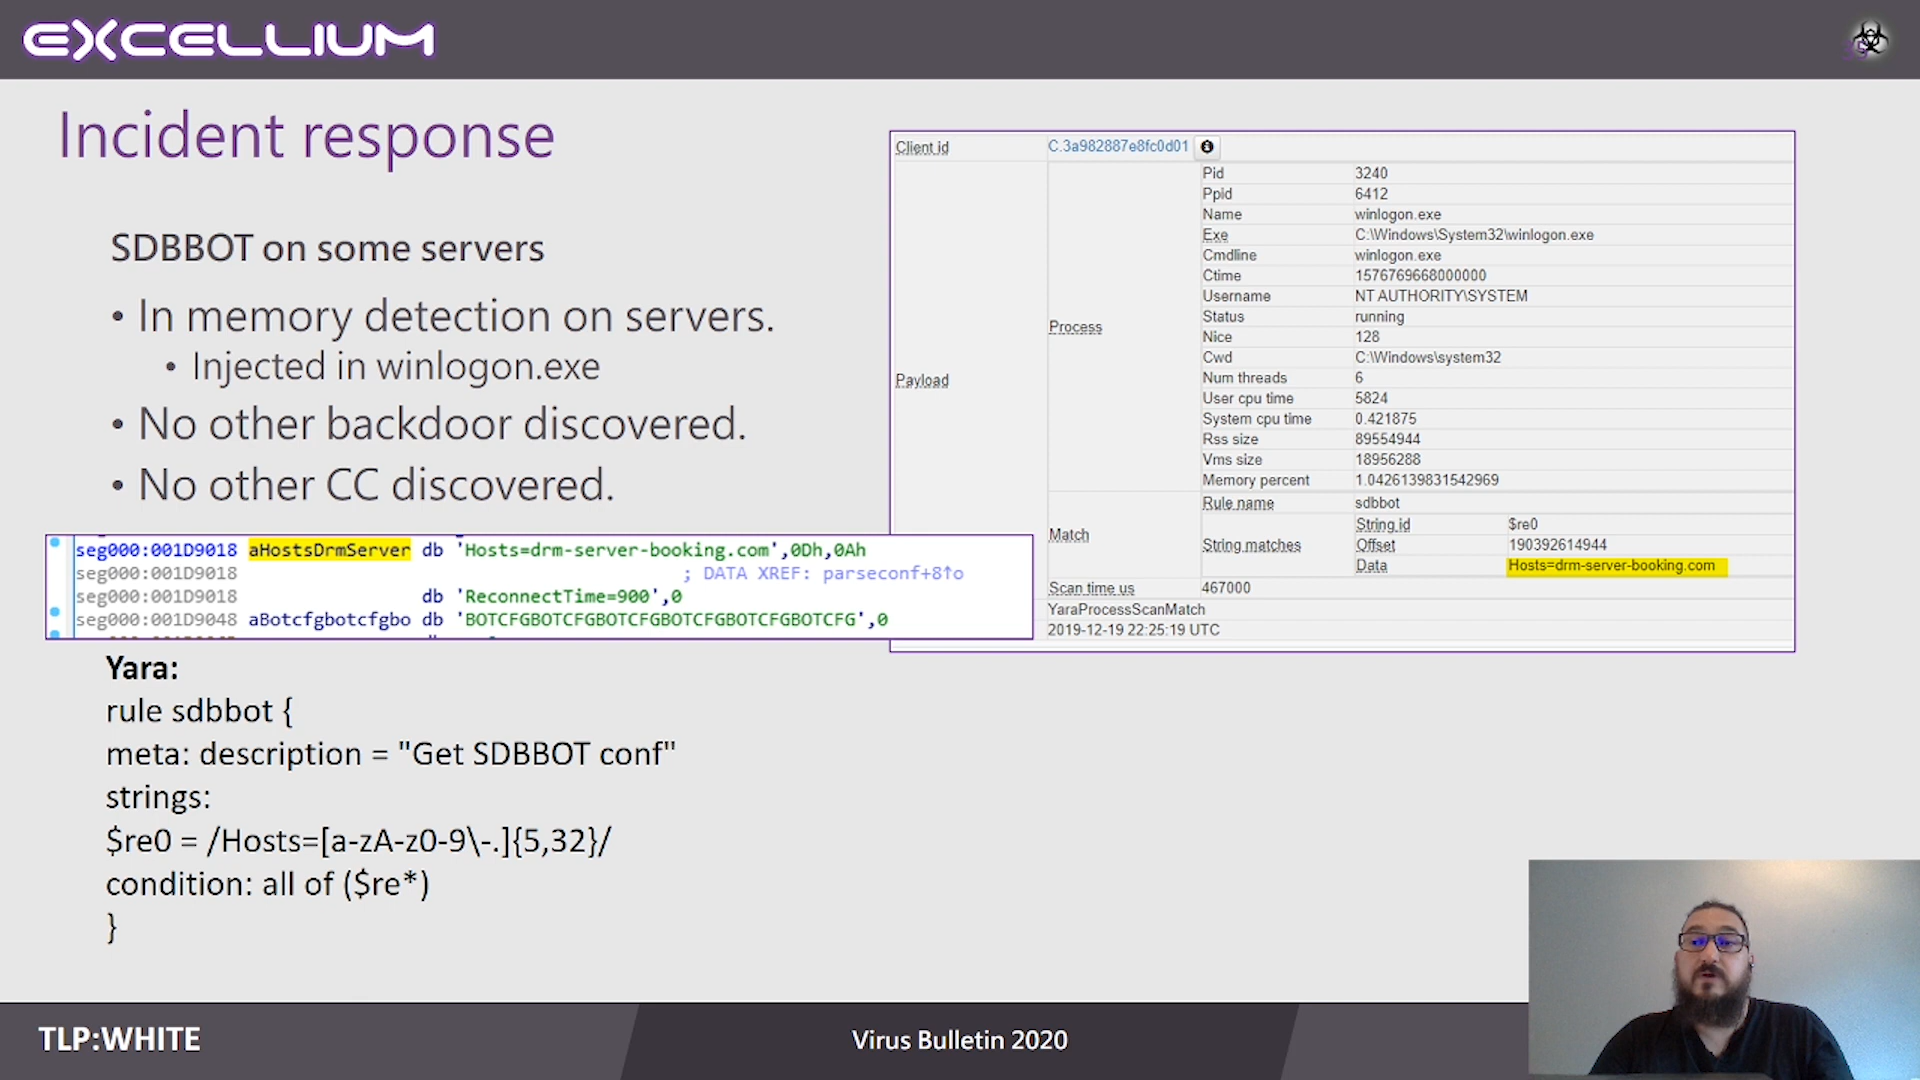 EXCELLIUM
Incident response
SDBBOT on some servers
• In memory detection on servers.
• Injected in winlogon.exe
• No other backdoor discovered.
• No other CC discovered.
Client id C.3a982887e8fc0d01
Payload
Process
Pid 3240
Ppid 6412
Name winlogon.exe
Exe C:\Windows\System32\winlogon.exe
Cmdline winlogon.exe
Ctime 1576769668000000
Username NT AUTHORITY\SYSTEM
Status running
Nice 128
Cwd C:\Windows\system32
Num threads 6
User cpu time 5824
System cpu time 0.421875
Rss size 89554944
Vms size 18956288
Memory percent 1.0426139831542969
Match
Rule name sdbbot
String matches
String id $re0
Offset 190392614944
Data Hosts=drm-server-booking.com
Scan time us 467000
YaraProcessScanMatch
2019-12-19 22:25:19 UTC
seg000:001D9018 aHostsDrmServer db 'Hosts=drm-server-booking.com',0Dh,0Ah
seg000:001D9018 ; DATA XREF: parseconf+8↑o
seg000:001D9018 db 'ReconnectTime=900',0
seg000:001D9048 aBotcfgbotcfgbo db 'BOTCFGBOTCFGBOTCFGBOTCFGBOTCFGBOTCFG',0
Yara:
rule sdbbot {
meta: description = "Get SDBBOT conf"
strings:
$re0 = /Hosts=[a-zA-z0-9\-.]{5,32}/
condition: all of ($re*)
}
TLP:WHITE
Virus Bulletin 2020